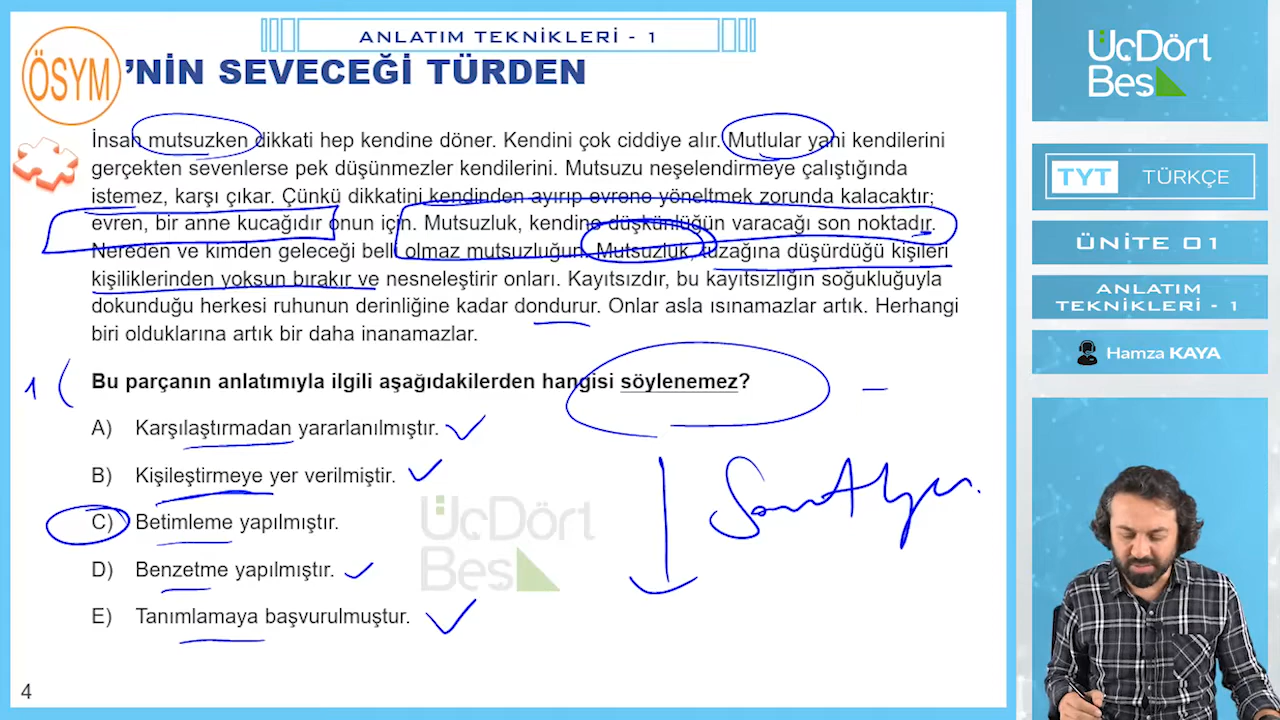 ANLATIM TEKNİKLERİ - 1
ÖSYM'NİN SEVECEĞİ TÜRDEN
İnsan mutsuzken dikkati hep kendine döner. Kendini çok ciddiye alır. Mutlular yani kendilerini
gerçekten sevenlerse pek düşünmezler kendilerini. Mutsuzu neşelendirmeye çalıştığında
istemez, karşı çıkar. Çünkü dikkatini kendinden ayırıp evrene yöneltmek zorunda kalacaktır;
evren, bir anne kucağıdır onun için. Mutsuzluk, kendine düşkünlüğün varacağı son noktadır.
Nereden ve kimden geleceği belli olmaz mutsuzluğun. Mutsuzluk, tuzağına düşürdüğü kişileri
kişiliklerinden yoksun bırakır ve nesneleştirir onları. Kayıtsızdır, bu kayıtsızlığın soğukluğuyla
dokunduğu herkesi ruhunun derinliğine kadar dondurur. Onlar asla ısınamazlar artık. Herhangi
biri olduklarına artık bir daha inanamazlar.
1
Bu parçanın anlatımıyla ilgili aşağıdakilerden hangisi söylenemez?
A) Karşılaştırmadan yararlanılmıştır.
B) Kişileştirmeye yer verilmiştir.
C) Betimleme yapılmıştır.
D) Benzetme yapılmıştır.
E) Tanımlamaya başvurulmuştur.
ÜçDört
Beş
4
ÜçDört
Beş
TYT TÜRKÇE
ÜNİTE 01
ANLATIM
TEKNİKLERİ - 1
Hamza KAYA